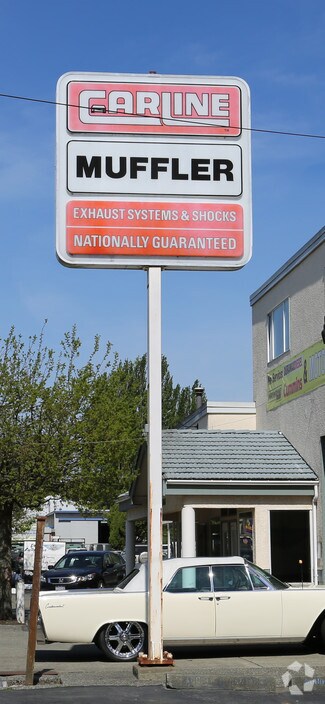 CARLINE
MUFFLER
EXHAUST SYSTEMS & SHOCKS
NATIONALLY GUARANTEED